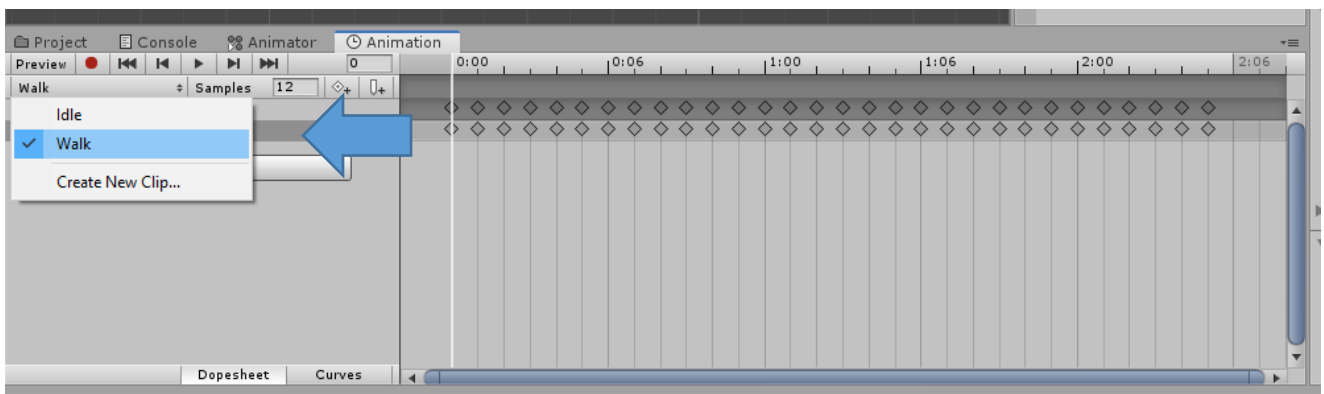 Project Console Animator Animation
Preview 0 0:00 0:06 1:00 1:06 2:00 2:06
Walk Samples 12
Idle
Walk
Create New Clip...
Dopesheet Curves